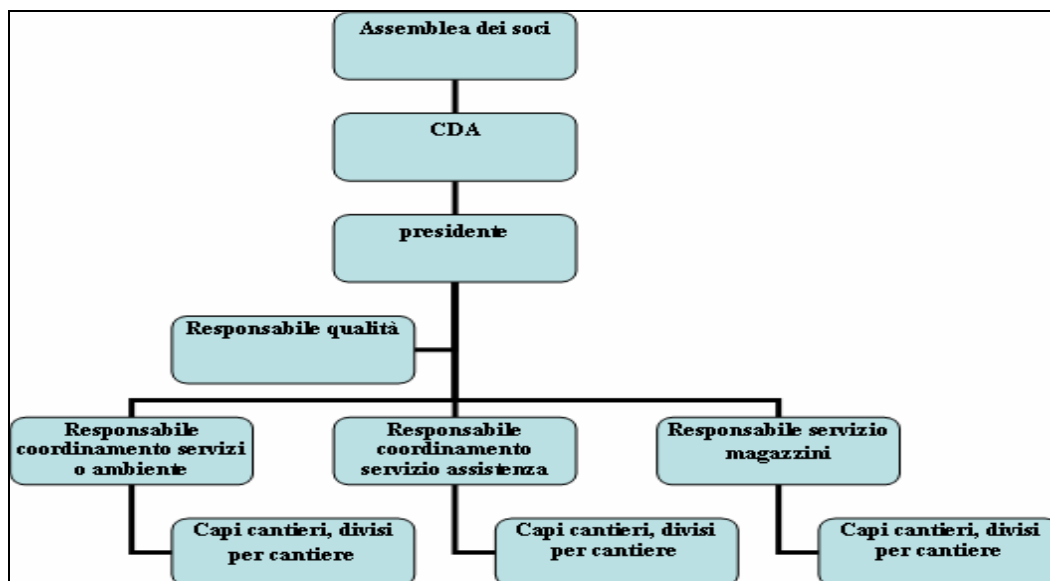 Assemblea dei soci
CDA
presidente
Responsabile qualità
Responsabile
coordinamento servizi
o ambiente
Responsabile
coordinamento
servizio assistenza
Responsabile servizio
magazzini
Capi cantieri, divisi
per cantiere
Capi cantieri, divisi
per cantiere
Capi cantieri, divisi
per cantiere